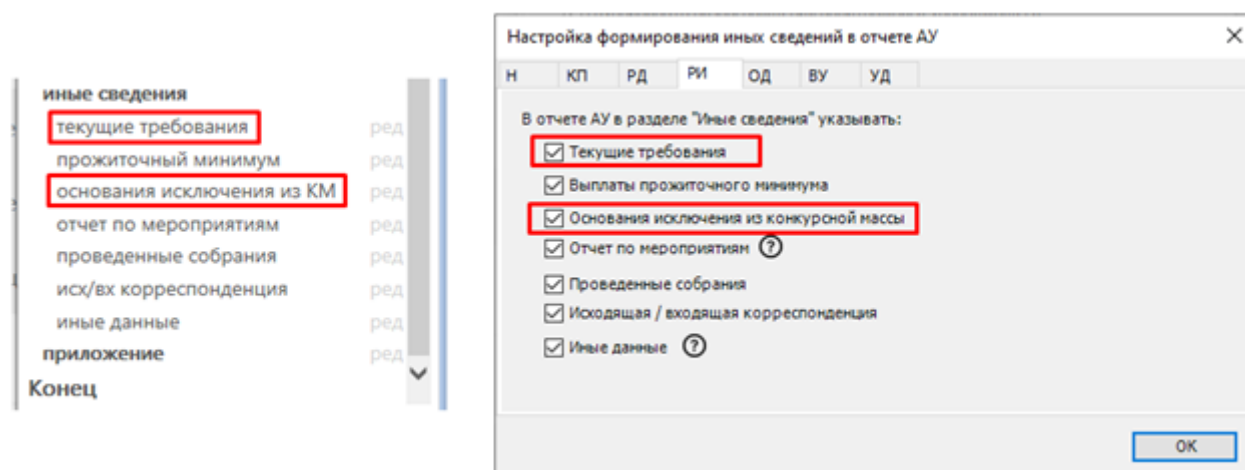 иные сведения
текущие требования ред
прожиточный минимум ред
основания исключения из КМ ред
отчет по мероприятиям ред
проведенные собрания ред
исх/вх корреспонденция ред
иные данные ред
приложение ред
Конец
Настройка формирования иных сведений в отчете АУ
Н КП РД РИ ОД ВУ УД
В отчете АУ в разделе "Иные сведения" указывать:
Текущие требования
Выплаты прожиточного минимума
Основания исключения из конкурсной массы
Отчет по мероприятиям ?
Проведенные собрания
Исходящая / входящая корреспонденция
Иные данные ?
ОК